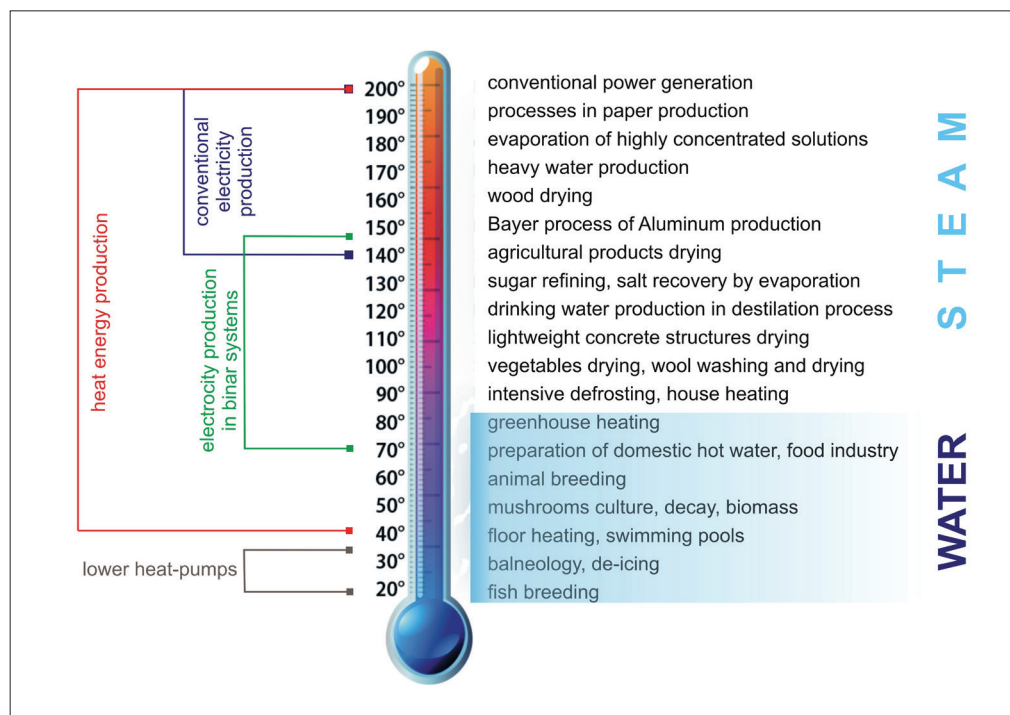 200° conventional power generation
190° processes in paper production
180° evaporation of highly concentrated solutions
170° heavy water production
160° wood drying
150° Bayer process of Aluminum production
140° agricultural products drying
130° sugar refining, salt recovery by evaporation
120° drinking water production in destilation process
110° lightweight concrete structures drying
100° vegetables drying, wool washing and drying
90° intensive defrosting, house heating
80° greenhouse heating
70° preparation of domestic hot water, food industry
60° animal breeding
50° mushrooms culture, decay, biomass
40° floor heating, swimming pools
30° balneology, de-icing
20° fish breeding
heat energy production
conventional
electricity
production
electrocity production
in binar systems
lower heat-pumps
STEAM
WATER